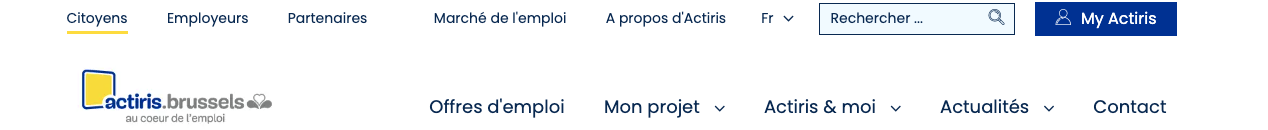 Citoyens Employeurs Partenaires Marché de l'emploi A propos d'Actiris Fr Rechercher ... My Actiris
actiris.brussels
au coeur de l'emploi
Offres d'emploi Mon projet Actiris & moi Actualités Contact